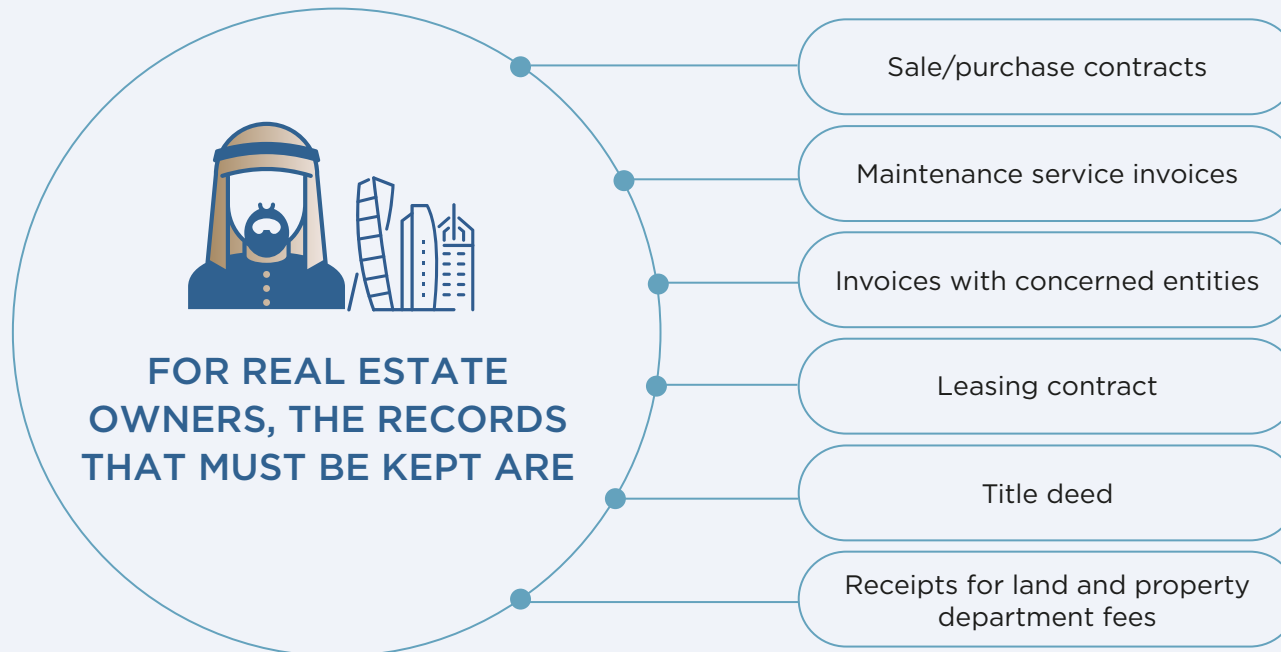 FOR REAL ESTATE
OWNERS, THE RECORDS
THAT MUST BE KEPT ARE
Sale/purchase contracts
Maintenance service invoices
Invoices with concerned entities
Leasing contract
Title deed
Receipts for land and property
department fees